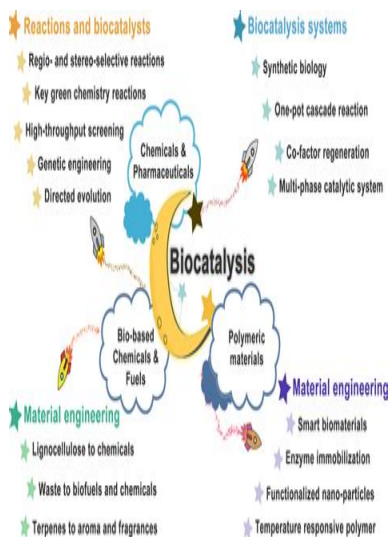 Reactions and biocatalysts
Regio- and stereo-selective reactions
Key green chemistry reactions
High-throughput screening
Genetic engineering
Directed evolution
Biocatalysis systems
Synthetic biology
One-pot cascade reaction
Co-factor regeneration
Multi-phase catalytic system
Chemicals &
Pharmaceuticals
Biocatalysis
Bio-based
Chemicals &
Fuels
Polymeric
materials
Material engineering
Lignocellulose to chemicals
Waste to biofuels and chemicals
Terpenes to aroma and fragrances
Material engineering
Smart biomaterials
Enzyme immobilization
Functionalized nano-particles
Temperature responsive polymer